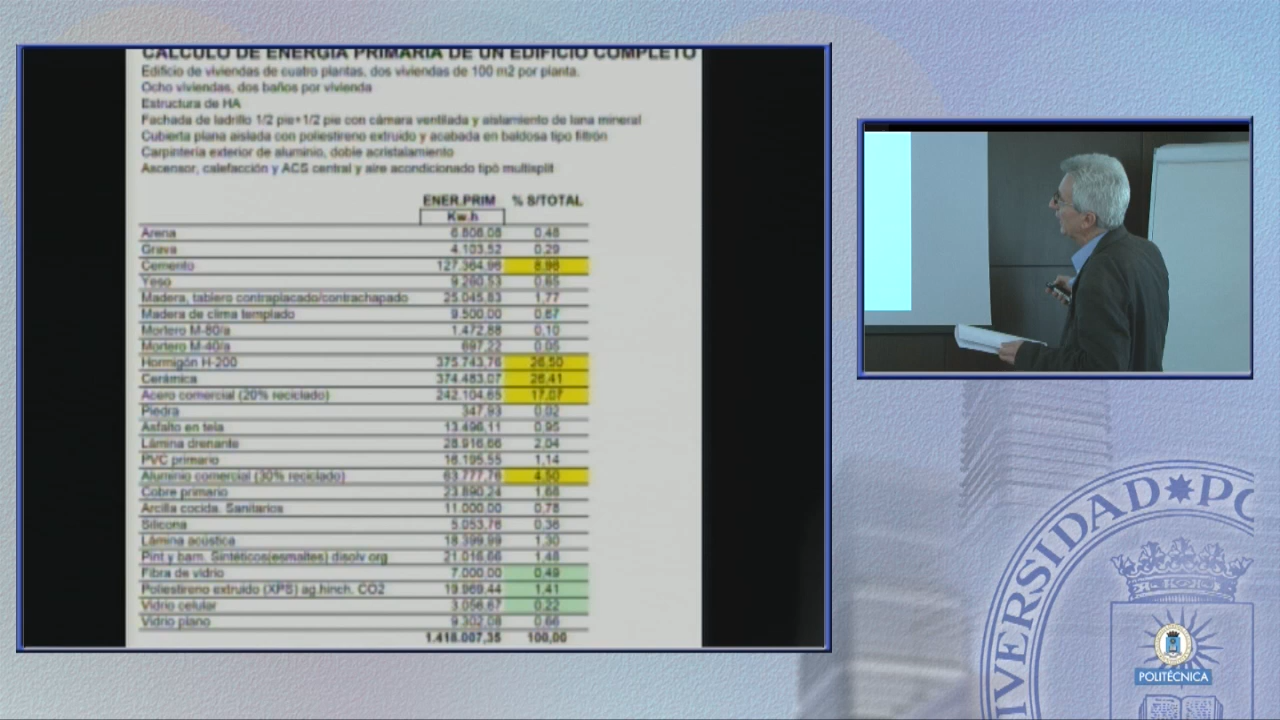 CALCULO DE ENERGIA PRIMARIA DE UN EDIFICIO COMPLETO
Edificio de viviendas de cuatro plantas, dos viviendas de 100 m2 por planta.
Ocho viviendas, dos baños por vivienda
Estructura de HA
Fachada de ladrillo 1/2 pie+1/2 pie con cámara ventilada y aislamiento de lana mineral
Cubierta plana aislada con poliestireno extruido y acabada en baldosa tipo filtrón
Carpintería exterior de aluminio, doble acristalamiento
Ascensor, calefacción y ACS central y aire acondicionado tipo multisplit
ENER.PRIM % S/TOTAL
Kw.h
Arena 6.808,08 0,48
Grava 4.103,52 0,29
Cemento 127.364,96 8,98
Yeso 9.260,53 0,65
Madera, tablero contraplacado/contrachapado 25.045,83 1,77
Madera de clima templado 9.500,00 0,67
Mortero M-80/a 1.472,88 0,10
Mortero M-40/a 697,22 0,05
Hormigón H-200 375.743,76 26,50
Cerámica 374.483,07 26,41
Acero comercial (20% reciclado) 242.104,65 17,07
Piedra 347,93 0,02
Asfalto en tela 13.496,11 0,95
Lámina drenante 28.916,66 2,04
PVC primario 16.195,55 1,14
Aluminio comercial (30% reciclado) 63.777,76 4,50
Cobre primario 23.890,24 1,68
Arcilla cocida. Sanitarios 11.000,00 0,78
Silicona 5.053,76 0,36
Lámina acústica 18.399,99 1,30
Pint y barn. Sintéticos(esmaltes) disolv org 21.016,66 1,48
Fibra de vidrio 7.000,00 0,49
Poliestireno extruido (XPS) ag.hinch. CO2 19.969,44 1,41
Vidrio celular 3.056,67 0,22
Vidrio plano 9.302,08 0,66
1.418.007,35 100,00
UNIVERSIDAD PO
POLITÉCNICA